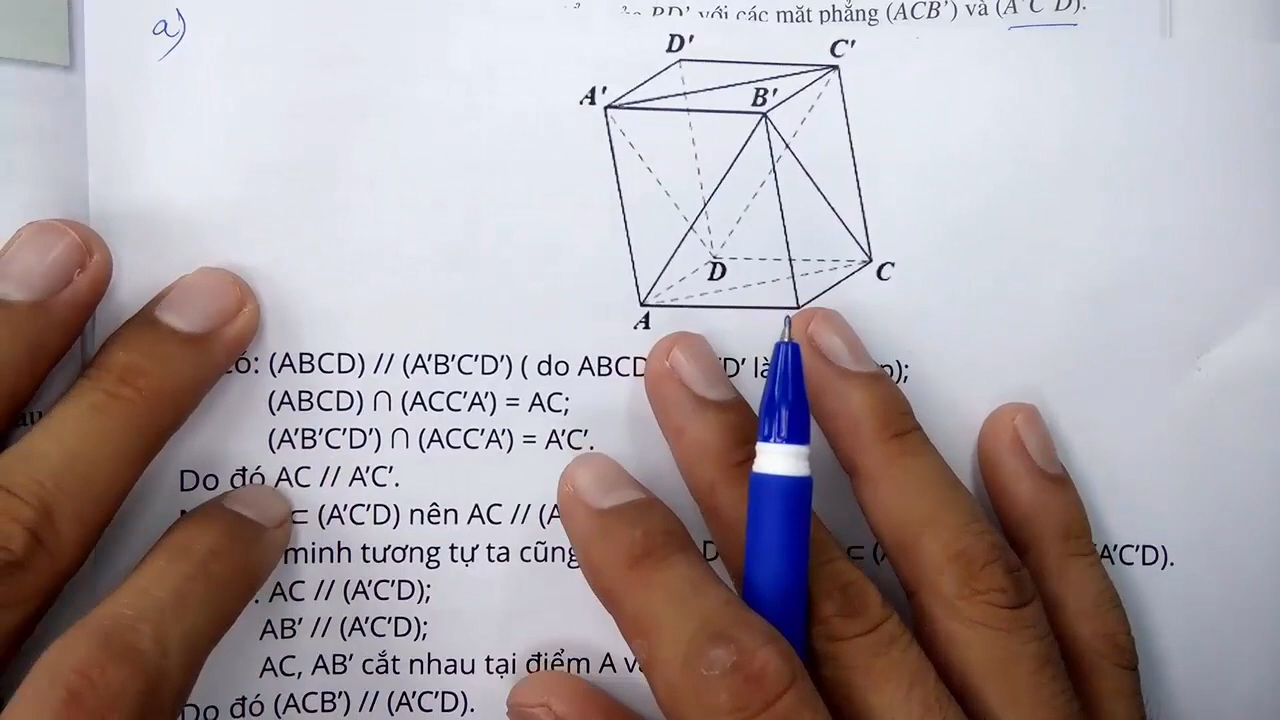 với các mặt phẳng (ACB') và (A'C'D).
a)
D' C'
A' B'
D C
A
có: (ABCD) // (A'B'C'D') ( do ABCD D' là p);
(ABCD) ∩ (ACC'A') = AC;
(A'B'C'D') ∩ (ACC'A') = A'C'.
Do đó AC // A'C'.
⊂ (A'C'D) nên AC // (A
minh tương tự ta cũng D ⊂ (A'C'D).
. AC // (A'C'D);
AB' // (A'C'D);
AC, AB' cắt nhau tại điểm A
Do đó (ACB') // (A'C'D).